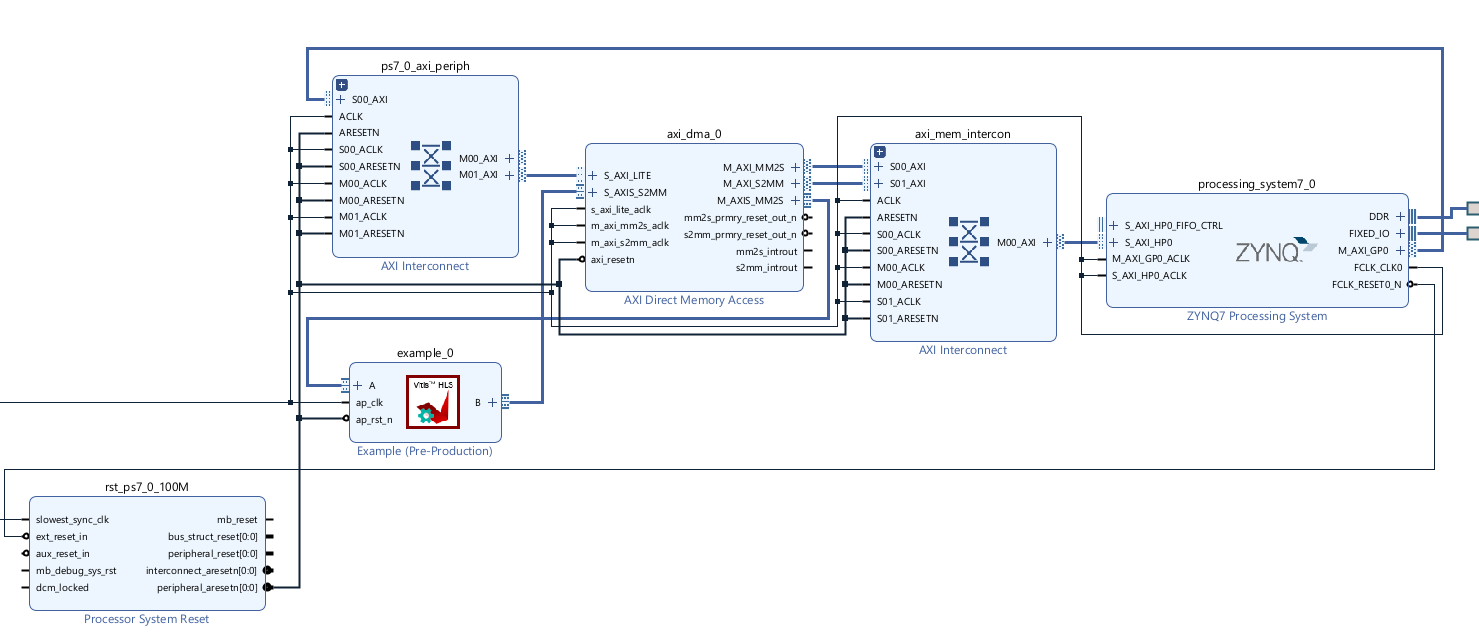 ps7_0_axi_periph
S00_AXI
ACLK
ARESETN
S00_ACLK
S00_ARESETN
M00_ACLK
M00_ARESETN
M01_ACLK
M01_ARESETN
M00_AXI
M01_AXI
AXI Interconnect
axi_dma_0
S_AXI_LITE
S_AXIS_S2MM
s_axi_lite_aclk
m_axi_mm2s_aclk
m_axi_s2mm_aclk
axi_resetn
M_AXI_MM2S
M_AXI_S2MM
M_AXIS_MM2S
mm2s_prmry_reset_out_n
s2mm_prmry_reset_out_n
mm2s_introut
s2mm_introut
AXI Direct Memory Access
axi_mem_intercon
S00_AXI
S01_AXI
ACLK
ARESETN
S00_ACLK
S00_ARESETN
M00_ACLK
M00_ARESETN
S01_ACLK
S01_ARESETN
M00_AXI
AXI Interconnect
processing_system7_0
S_AXI_HP0_FIFO_CTRL
S_AXI_HP0
M_AXI_GP0_ACLK
S_AXI_HP0_ACLK
ZYNQ
DDR
FIXED_IO
M_AXI_GP0
FCLK_CLK0
FCLK_RESET0_N
ZYNQ7 Processing System
example_0
A
ap_clk
ap_rst_n
Vitis™ HLS
B
Example (Pre-Production)
rst_ps7_0_100M
slowest_sync_clk
ext_reset_in
aux_reset_in
mb_debug_sys_rst
dcm_locked
mb_reset
bus_struct_reset[0:0]
peripheral_reset[0:0]
interconnect_aresetn[0:0]
peripheral_aresetn[0:0]
Processor System Reset